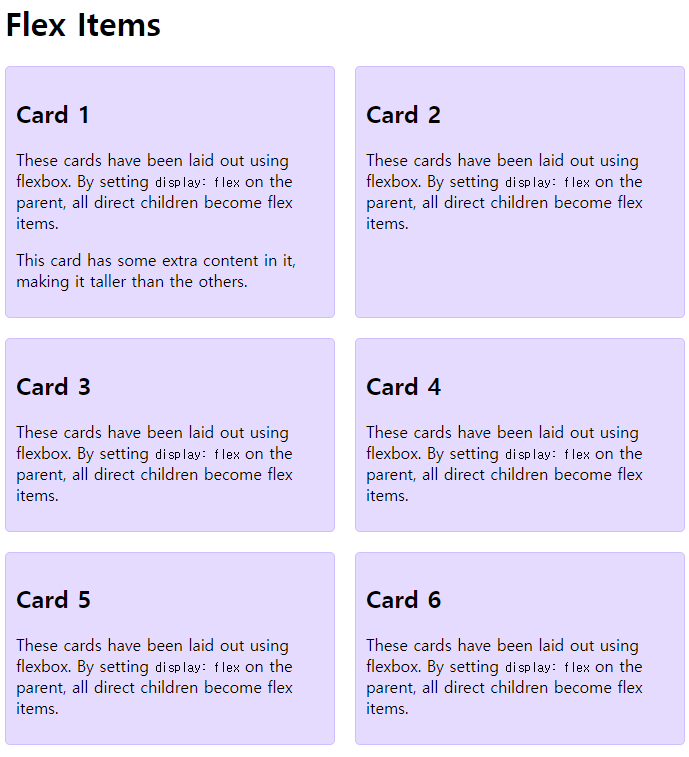 Flex Items
Card 1
These cards have been laid out using
flexbox. By setting display: flex on the
parent, all direct children become flex
items.
This card has some extra content in it,
making it taller than the others.
Card 2
These cards have been laid out using
flexbox. By setting display: flex on the
parent, all direct children become flex
items.
Card 3
These cards have been laid out using
flexbox. By setting display: flex on the
parent, all direct children become flex
items.
Card 4
These cards have been laid out using
flexbox. By setting display: flex on the
parent, all direct children become flex
items.
Card 5
These cards have been laid out using
flexbox. By setting display: flex on the
parent, all direct children become flex
items.
Card 6
These cards have been laid out using
flexbox. By setting display: flex on the
parent, all direct children become flex
items.